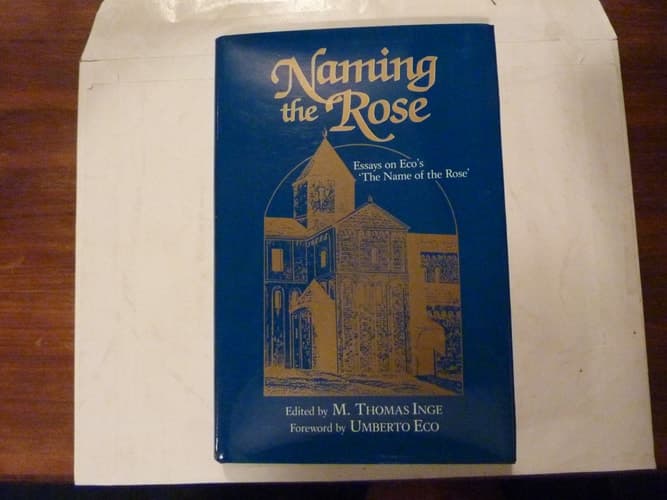 Naming
the Rose
Essays on Eco's
'The Name of the Rose'
Edited by M. THOMAS INGE
Foreword by UMBERTO ECO